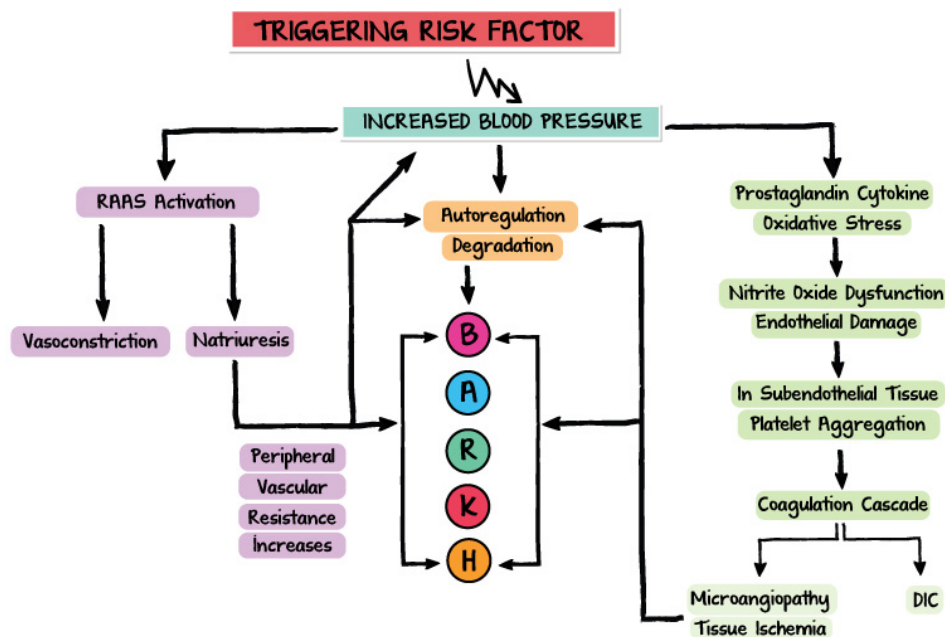 TRIGGERING RISK FACTOR
INCREASED BLOOD PRESSURE
RAAS Activation
Vasoconstriction
Natriuresis
Peripheral
Vascular
Resistance
İncreases
Autoregulation
Degradation
B
A
R
K
H
Prostaglandin Cytokine
Oxidative Stress
Nitrite Oxide Dysfunction
Endothelial Damage
In Subendothelial Tissue
Platelet Aggregation
Coagulation Cascade
Microangiopathy
Tissue Ischemia
DIC